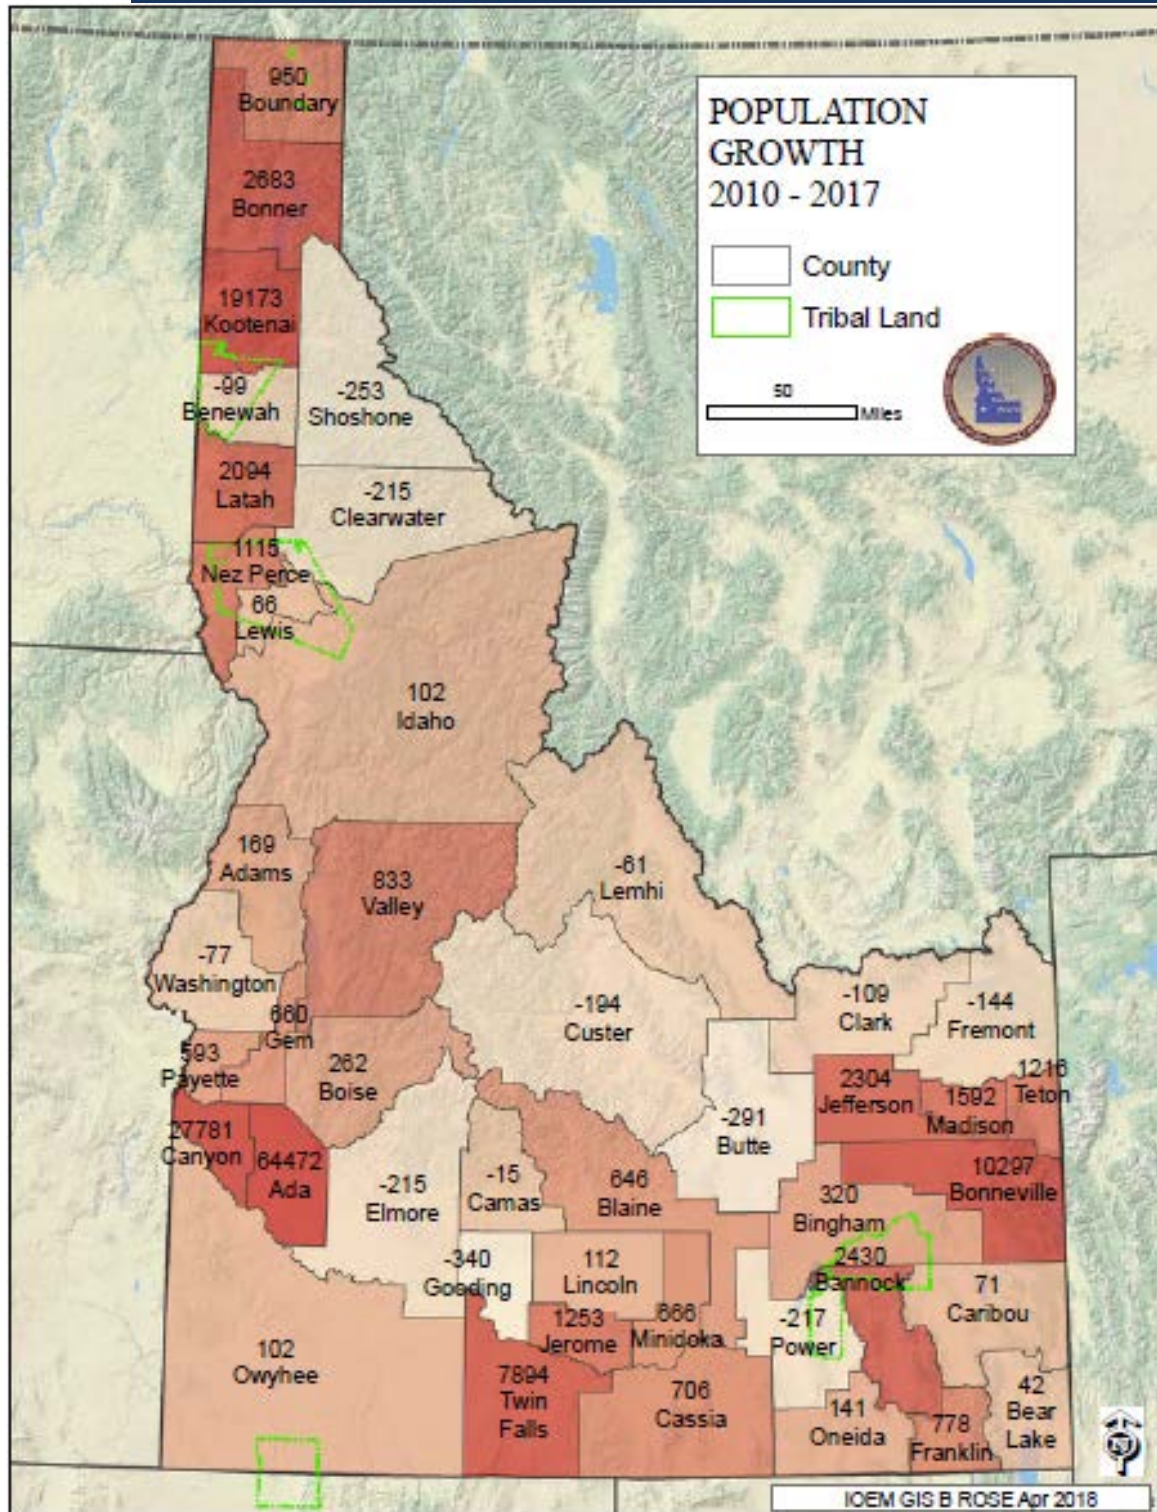 950
Boundary
POPULATION
GROWTH
2010 - 2017
County
Tribal Land
50
Miles
2683
Bonner
19173
Kootenai
-99
Benewah
-253
Shoshone
2094
Latah
-215
Clearwater
1115
Nez Perce
66
Lewis
102
Idaho
169
Adams
833
Valley
-61
Lemhi
-77
Washington
-194
Custer
-109
Clark
-144
Fremont
660
Gem
593
Payette
262
Boise
2304
Jefferson
1592
Madison
1216
Teton
27781
Canyon
64472
Ada
-291
Butte
-215
Elmore
-15
Camas
646
Blaine
10297
Bonneville
320
Bingham
-340
Gooding
112
Lincoln
2430
Bannock
71
Caribou
1253
Jerome
666
Minidoka
-217
Power
102
Owyhee
7894
Twin
Falls
706
Cassia
141
Oneida
778
Franklin
42
Bear
Lake
IOEM GIS B ROSE Apr 2018